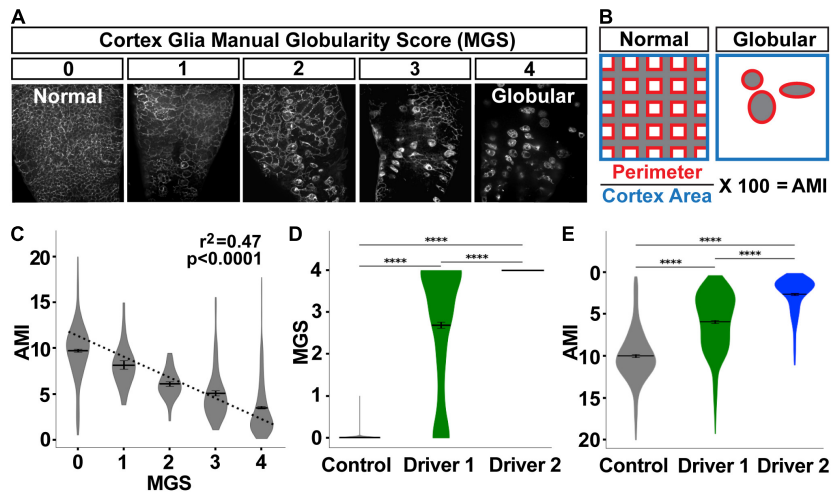 A
Cortex Glia Manual Globularity Score (MGS)
0 1 2 3 4
Normal Globular
B
Normal Globular
Perimeter
Cortex Area
X 100 = AMI
C
r²=0.47
p<0.0001
AMI
20
15
10
5
0
0 1 2 3 4
MGS
D
****
**** ****
MGS
4
3
2
1
0
Control Driver 1 Driver 2
E
****
**** ****
AMI
0
5
10
15
20
Control Driver 1 Driver 2